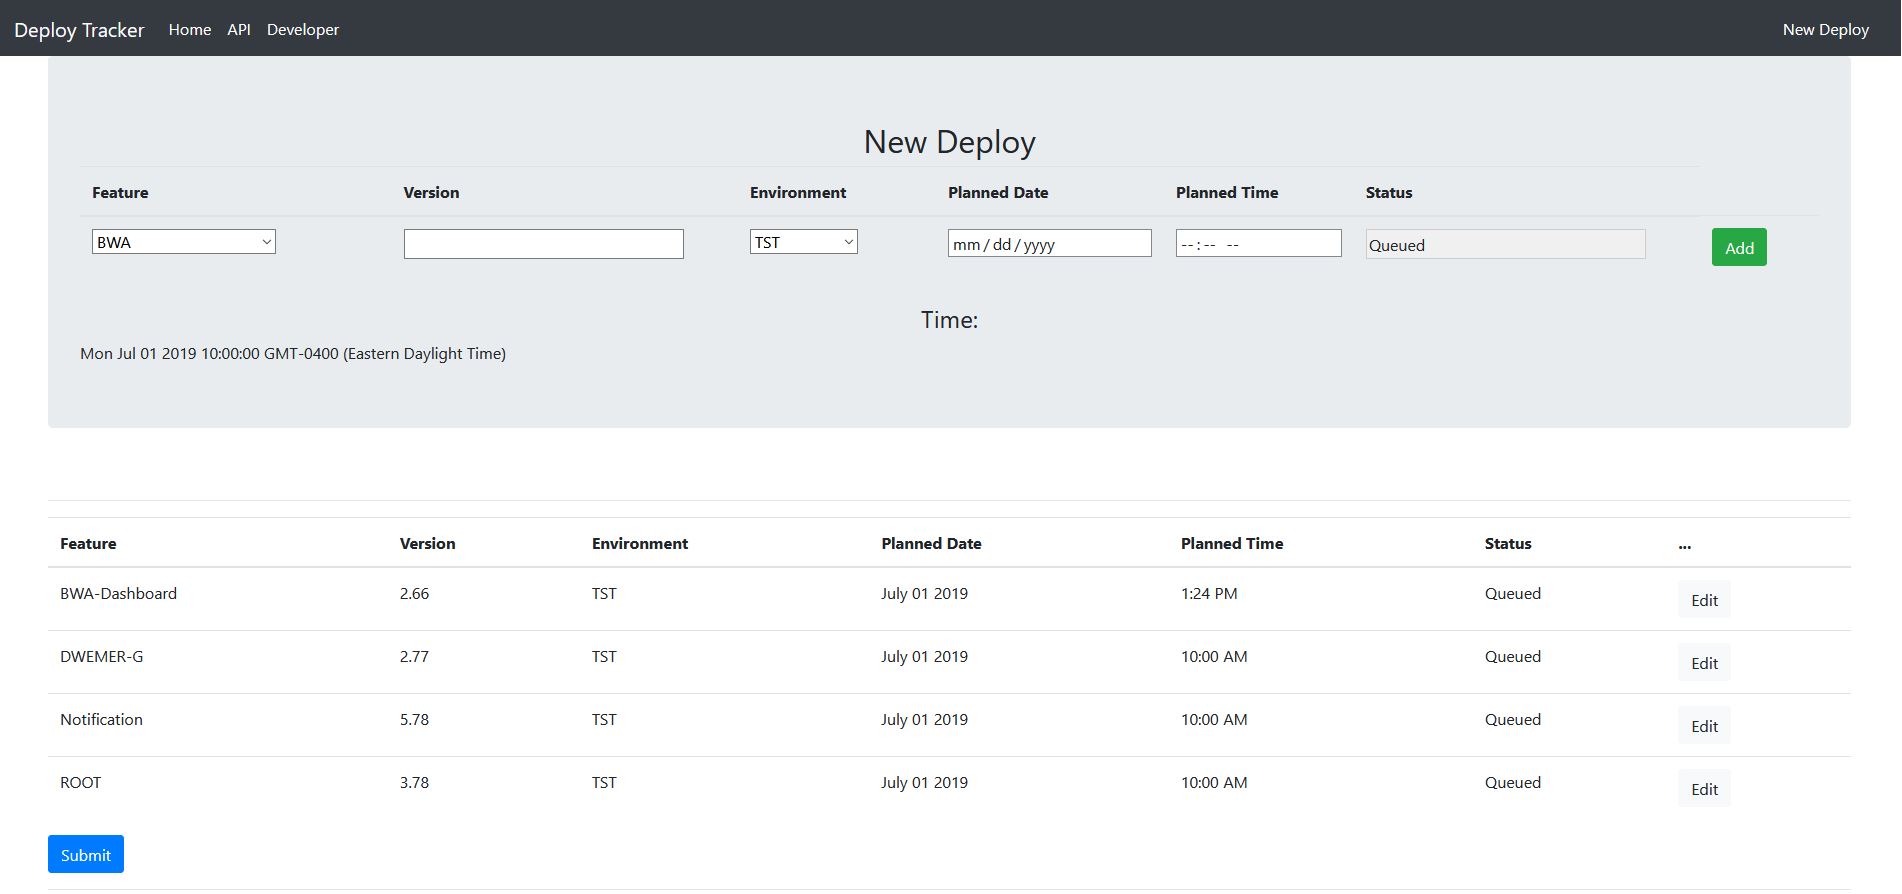 Deploy Tracker Home API Developer New Deploy
New Deploy
Feature Version Environment Planned Date Planned Time Status
BWA TST mm/dd/yyyy --:-- -- Queued Add
Time:
Mon Jul 01 2019 10:00:00 GMT-0400 (Eastern Daylight Time)
Feature Version Environment Planned Date Planned Time Status ...
BWA-Dashboard 2.66 TST July 01 2019 1:24 PM Queued Edit
DWEMER-G 2.77 TST July 01 2019 10:00 AM Queued Edit
Notification 5.78 TST July 01 2019 10:00 AM Queued Edit
ROOT 3.78 TST July 01 2019 10:00 AM Queued Edit
Submit